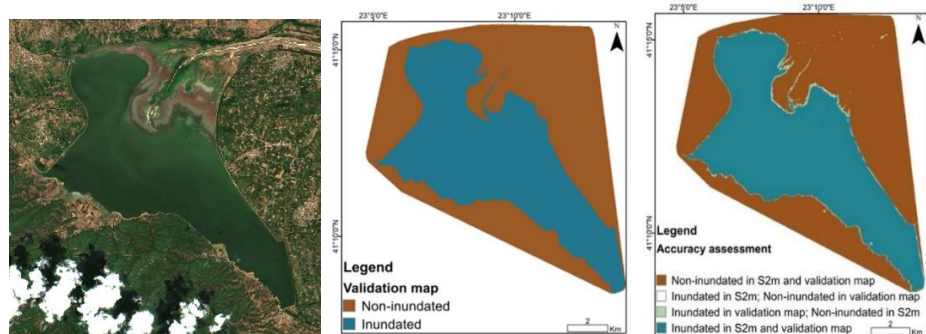 23°5'0"E
23°10'0"E
41°15'0"N
41°10'0"N
Legend
Validation map
Non-inundated
Inundated
2
Km
23°5'0"E
23°10'0"E
41°15'0"N
41°10'0"N
Legend
Accuracy assessment
Non-inundated in S2m and validation map
Inundated in S2m; Non-inundated in validation map
Inundated in validation map; Non-inundated in S2m
Inundated in S2m and validation map
2
Km